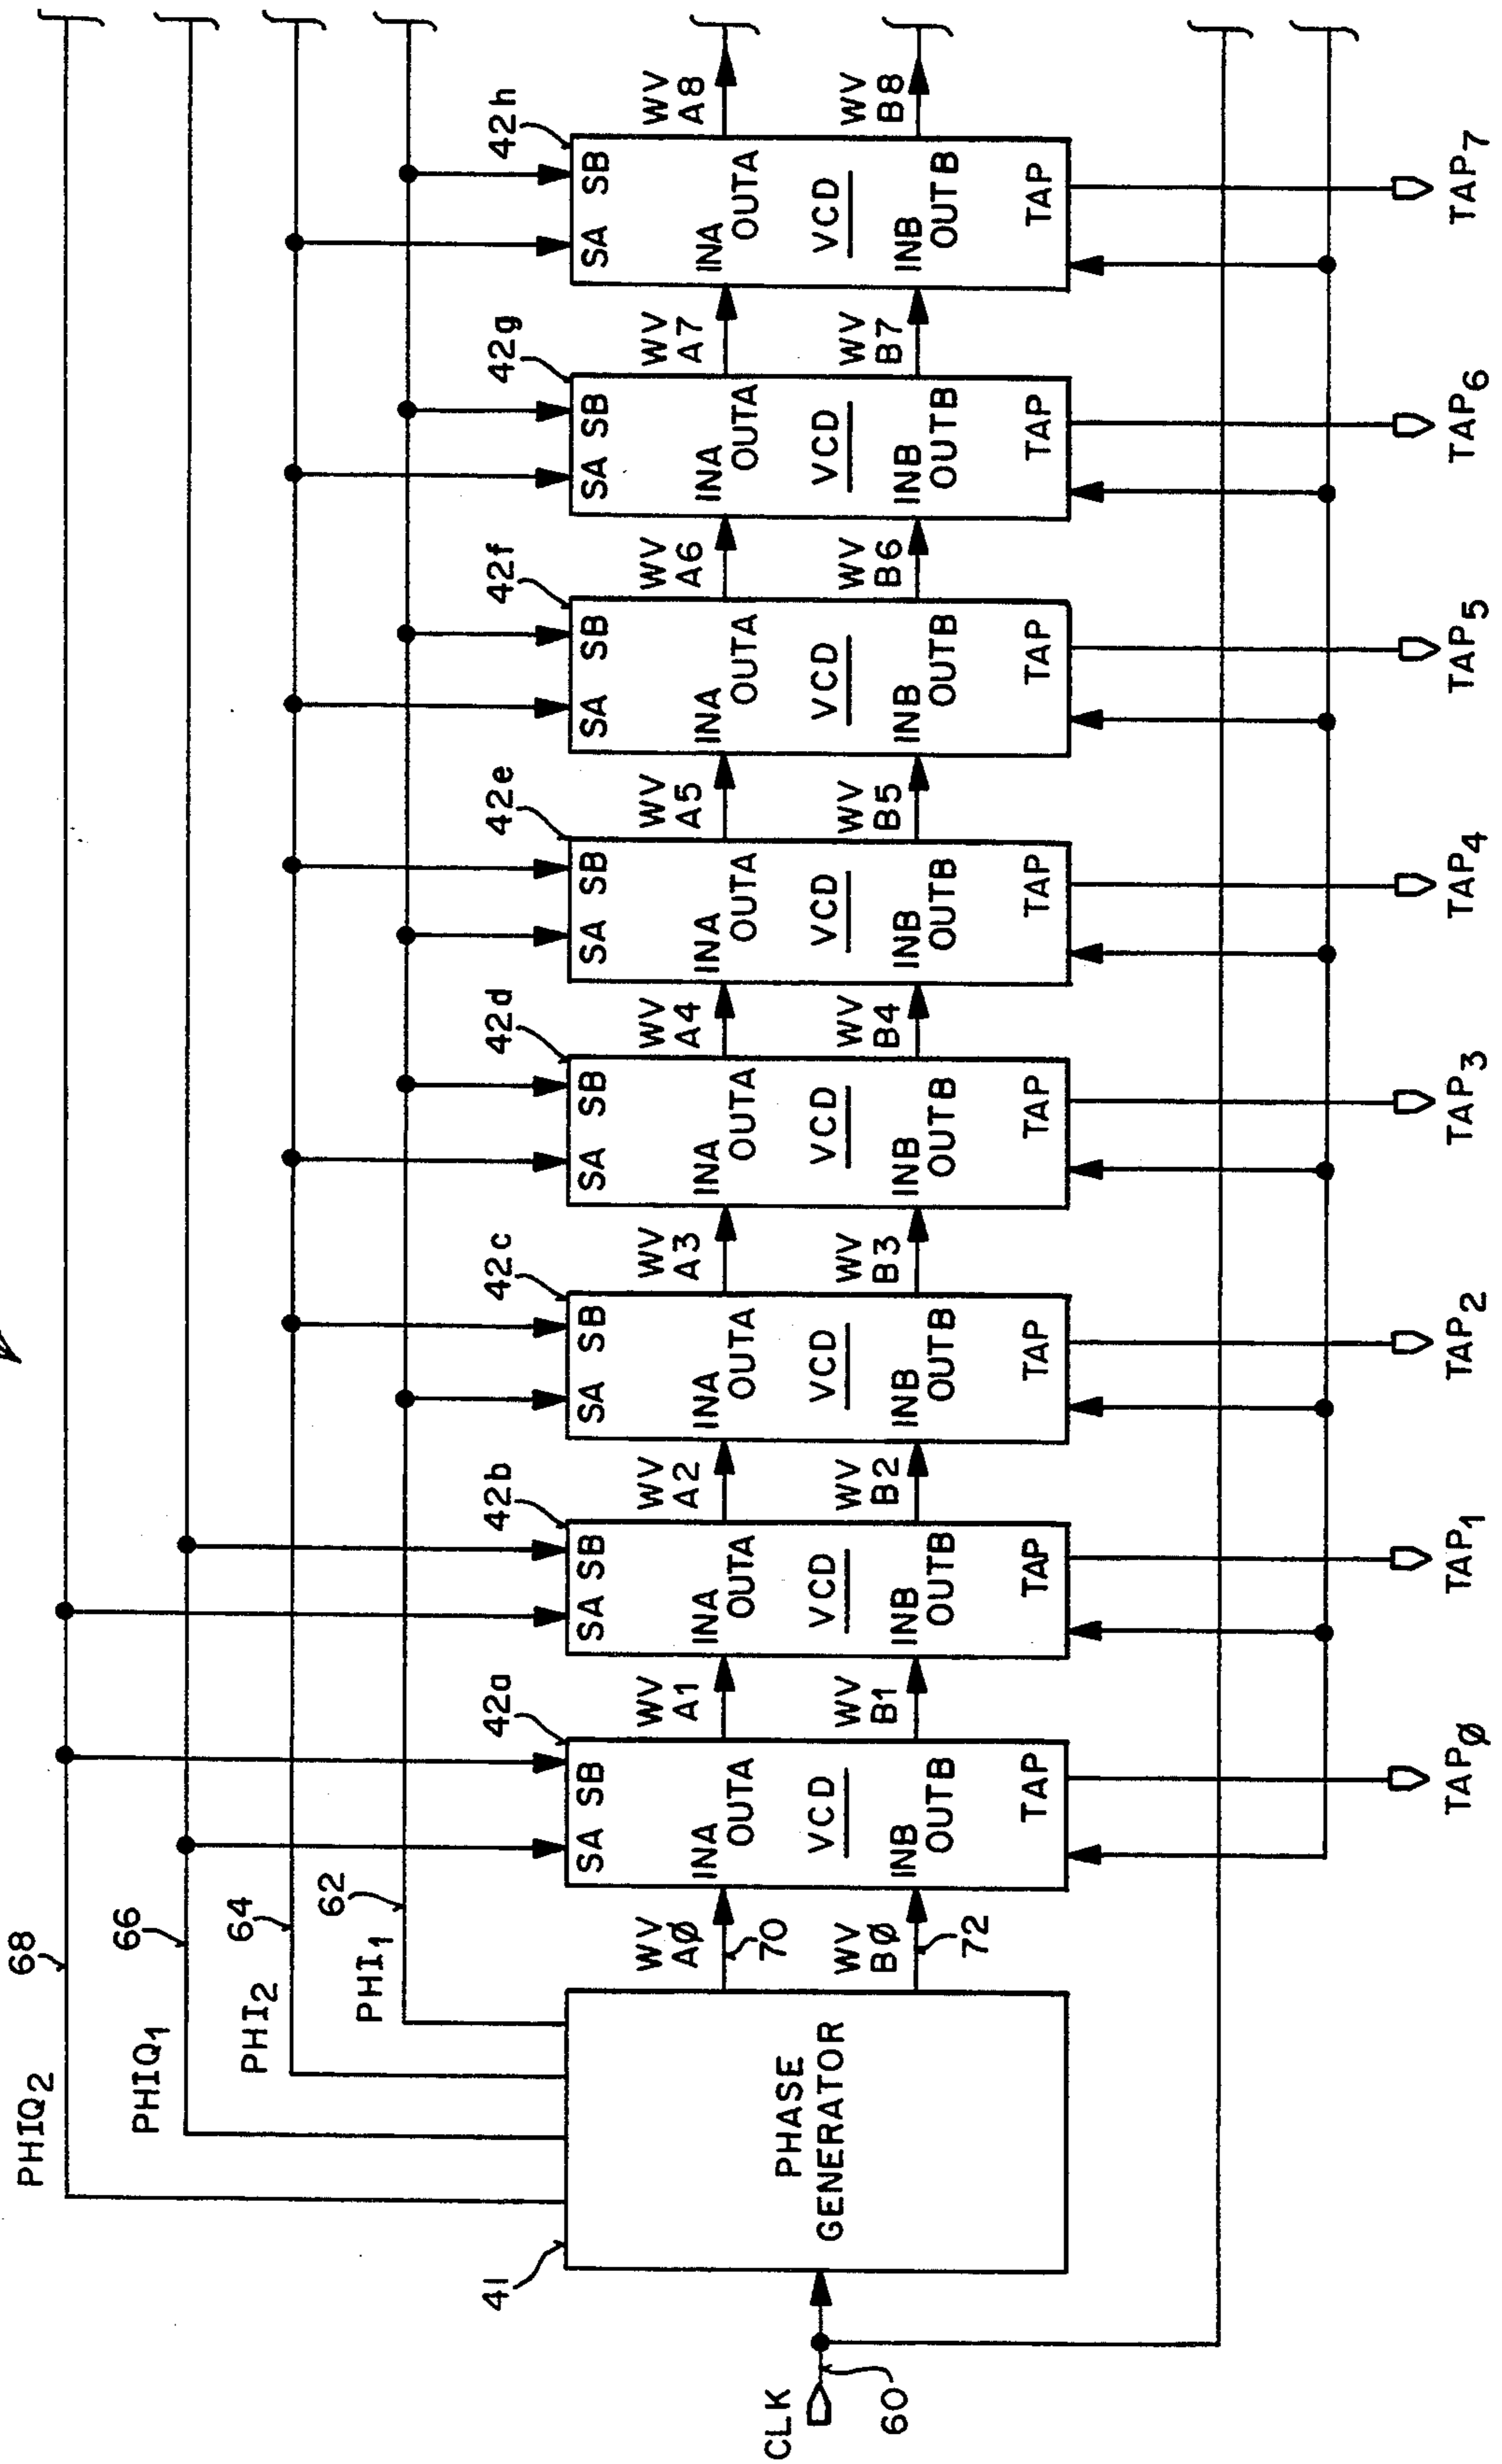 68
PHIQ2
66
PHIQ1
64
PHI2
62
PHI1
42a
42b
42c
42d
42e
42f
42g
42h
41
SA SB
SA SB
SA SB
SA SB
SA SB
SA SB
SA SB
SA SB
WV
AØ
70
WV
A1
WV
A2
WV
A3
WV
A4
WV
A5
WV
A6
WV
A7
WV
A8
INA
OUTA
INA
OUTA
INA
OUTA
INA
OUTA
INA
OUTA
INA
OUTA
INA
OUTA
INA
OUTA
PHASE
GENERATOR
VCD
VCD
VCD
VCD
VCD
VCD
VCD
VCD
CLK
60
WV
BØ
72
WV
B1
WV
B2
WV
B3
WV
B4
WV
B5
WV
B6
WV
B7
WV
B8
INB
OUTB
INB
OUTB
INB
OUTB
INB
OUTB
INB
OUTB
INB
OUTB
INB
OUTB
INB
OUTB
TAP
TAP
TAP
TAP
TAP
TAP
TAP
TAP
TAPØ
TAP1
TAP2
TAP3
TAP4
TAP5
TAP6
TAP7